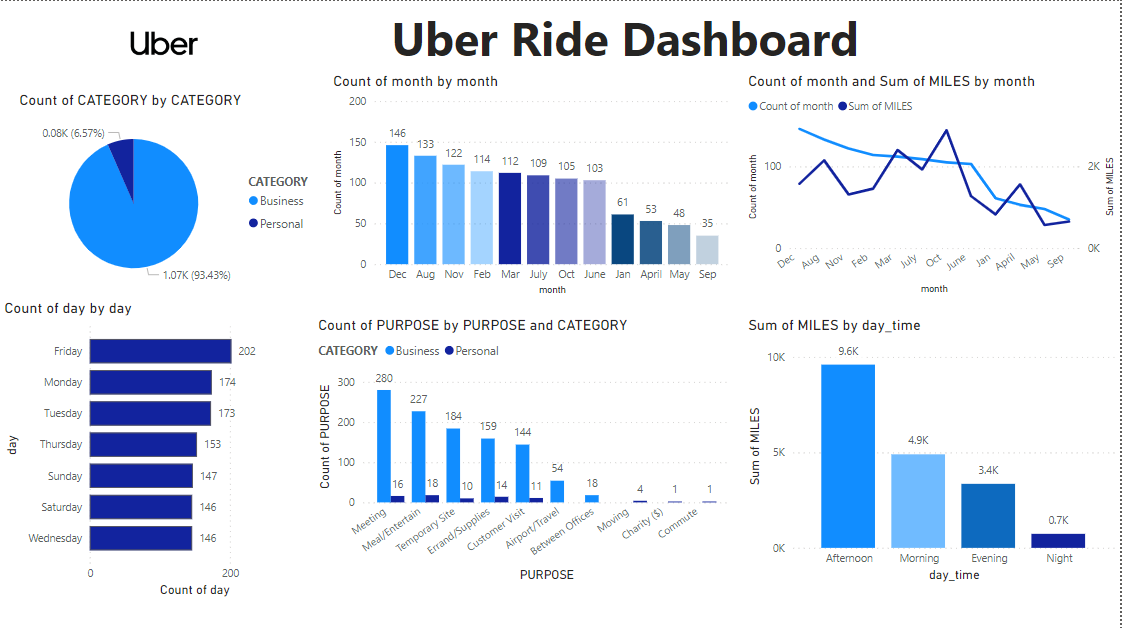 Uber
Uber Ride Dashboard
Count of CATEGORY by CATEGORY
0.08K (6.57%)
1.07K (93.43%)
CATEGORY
Business
Personal
Count of month by month
Count of month
200
150
100
50
0
146
133
122
114
112
109
105
103
61
53
48
35
Dec
Aug
Nov
Feb
Mar
July
Oct
June
Jan
April
May
Sep
month
Count of month and Sum of MILES by month
Count of month
Sum of MILES
Count of month
100
0
2K
0K
Sum of MILES
Dec
Aug
Nov
Feb
Mar
July
Oct
June
Jan
April
May
Sep
month
Count of day by day
day
Friday 202
Monday 174
Tuesday 173
Thursday 153
Sunday 147
Saturday 146
Wednesday 146
0 200
Count of day
Count of PURPOSE by PURPOSE and CATEGORY
CATEGORY Business Personal
Count of PURPOSE
300
200
100
0
280
16
227
18
184
10
159
14
144
11
54
18
4
1
1
Meeting
Meal/Entertain
Temporary Site
Errand/Supplies
Customer Visit
Airport/Travel
Between Offices
Moving
Charity ($)
Commute
PURPOSE
Sum of MILES by day_time
Sum of MILES
10K
5K
0K
9.6K
4.9K
3.4K
0.7K
Afternoon
Morning
Evening
Night
day_time